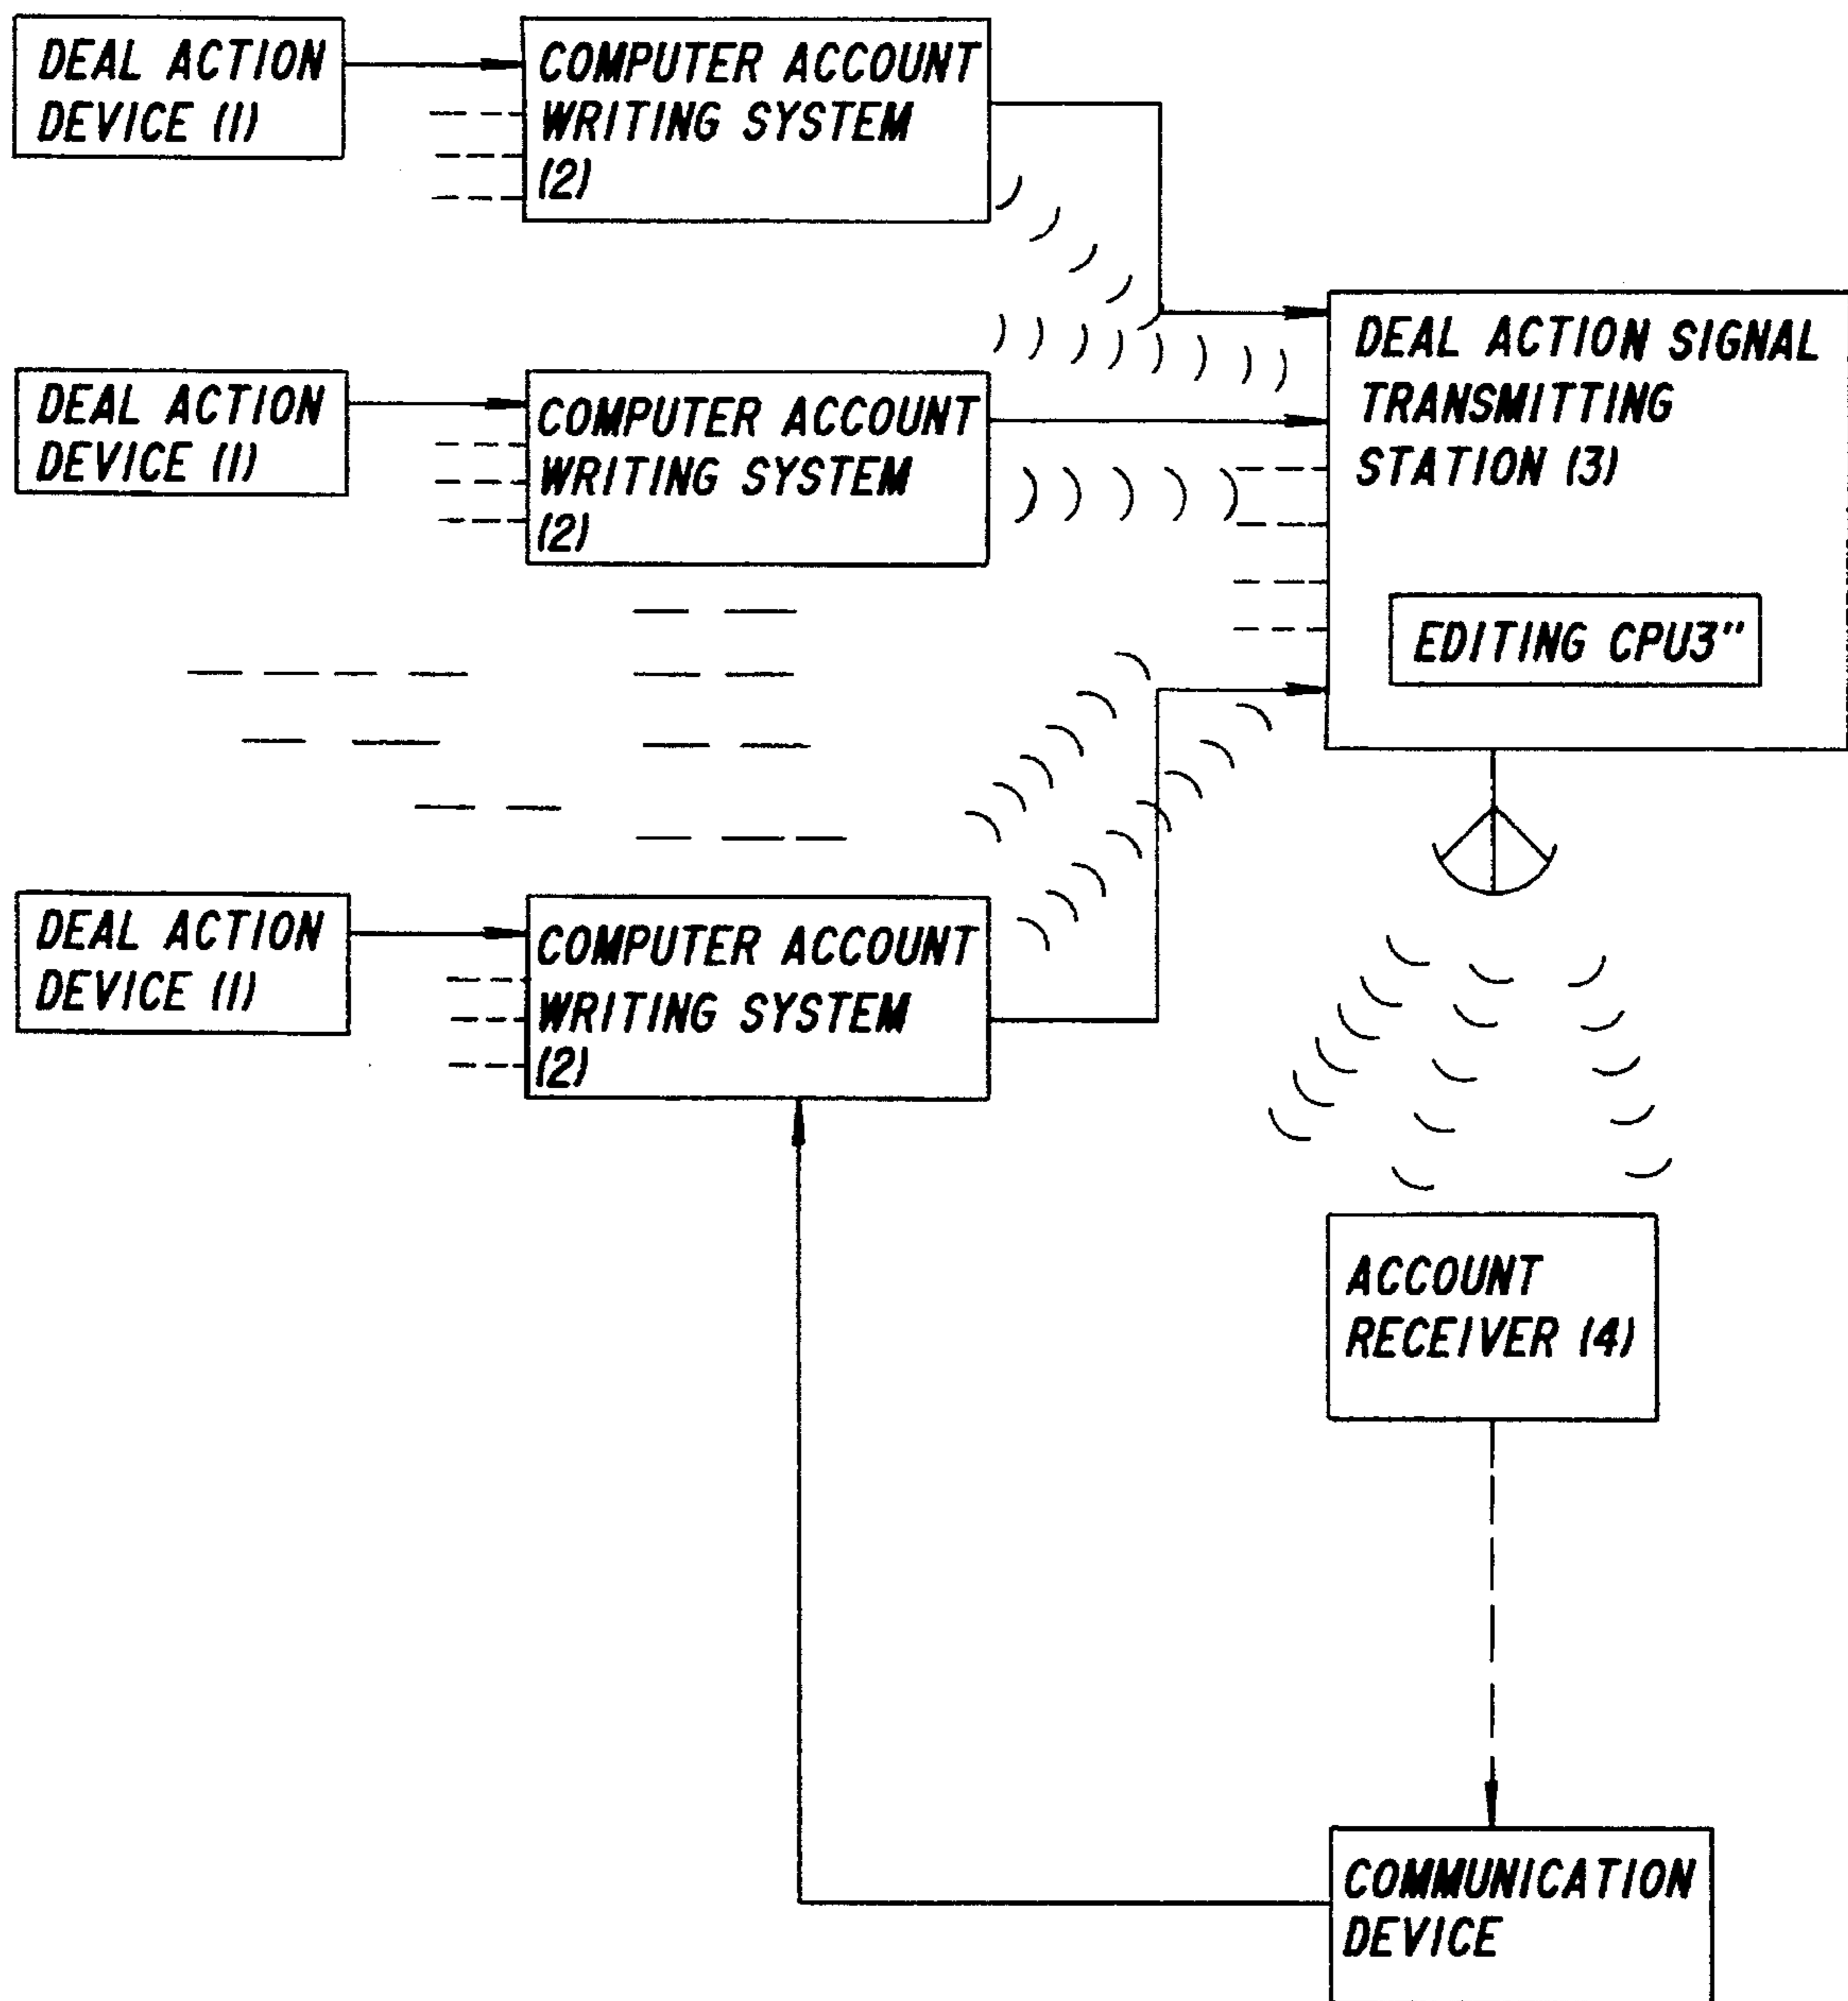 DEAL ACTION
DEVICE (1)
COMPUTER ACCOUNT
WRITING SYSTEM
(2)
DEAL ACTION SIGNAL
TRANSMITTING
STATION (3)
EDITING CPU3"
DEAL ACTION
DEVICE (1)
COMPUTER ACCOUNT
WRITING SYSTEM
(2)
DEAL ACTION
DEVICE (1)
COMPUTER ACCOUNT
WRITING SYSTEM
(2)
ACCOUNT
RECEIVER (4)
COMMUNICATION
DEVICE